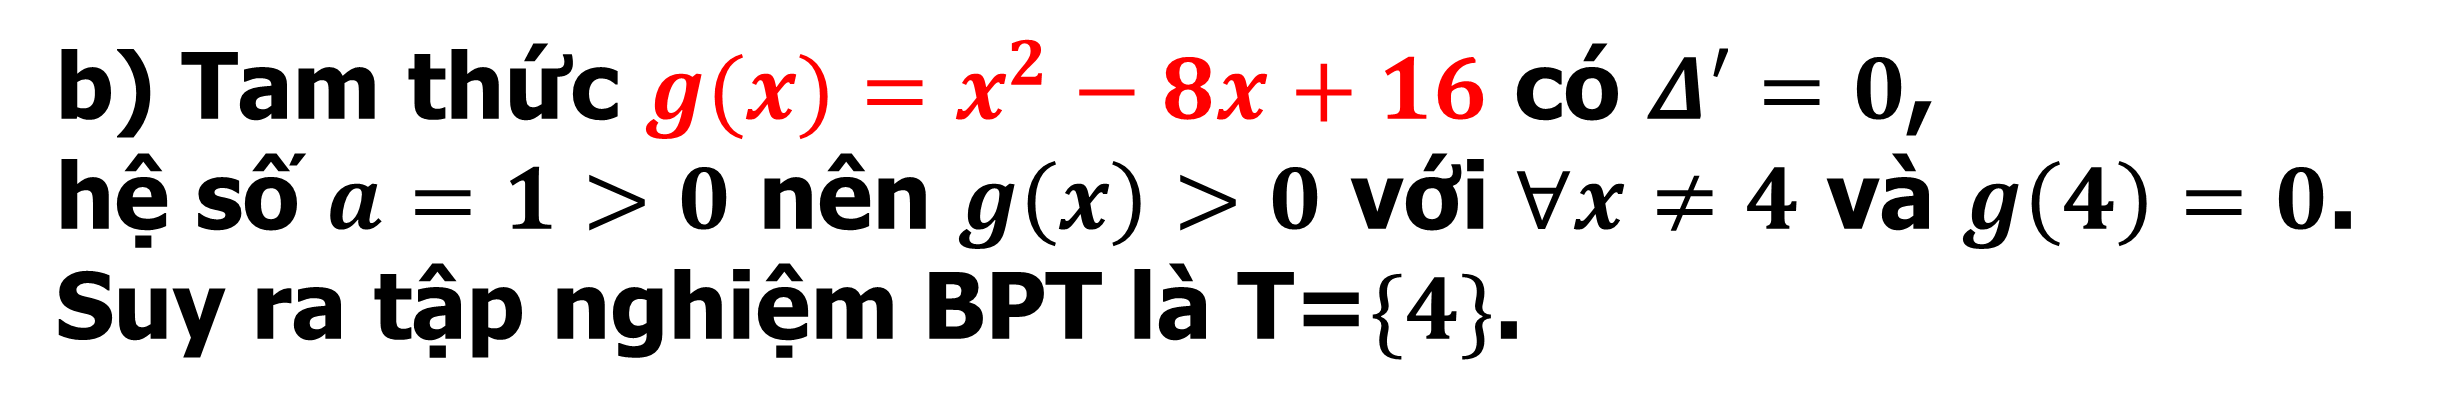 b) Tam thức g(x) = x² − 8x + 16 có Δ′ = 0,
hệ số a = 1 > 0 nên g(x) > 0 với ∀x ≠ 4 và g(4) = 0.
Suy ra tập nghiệm BPT là T={4}.